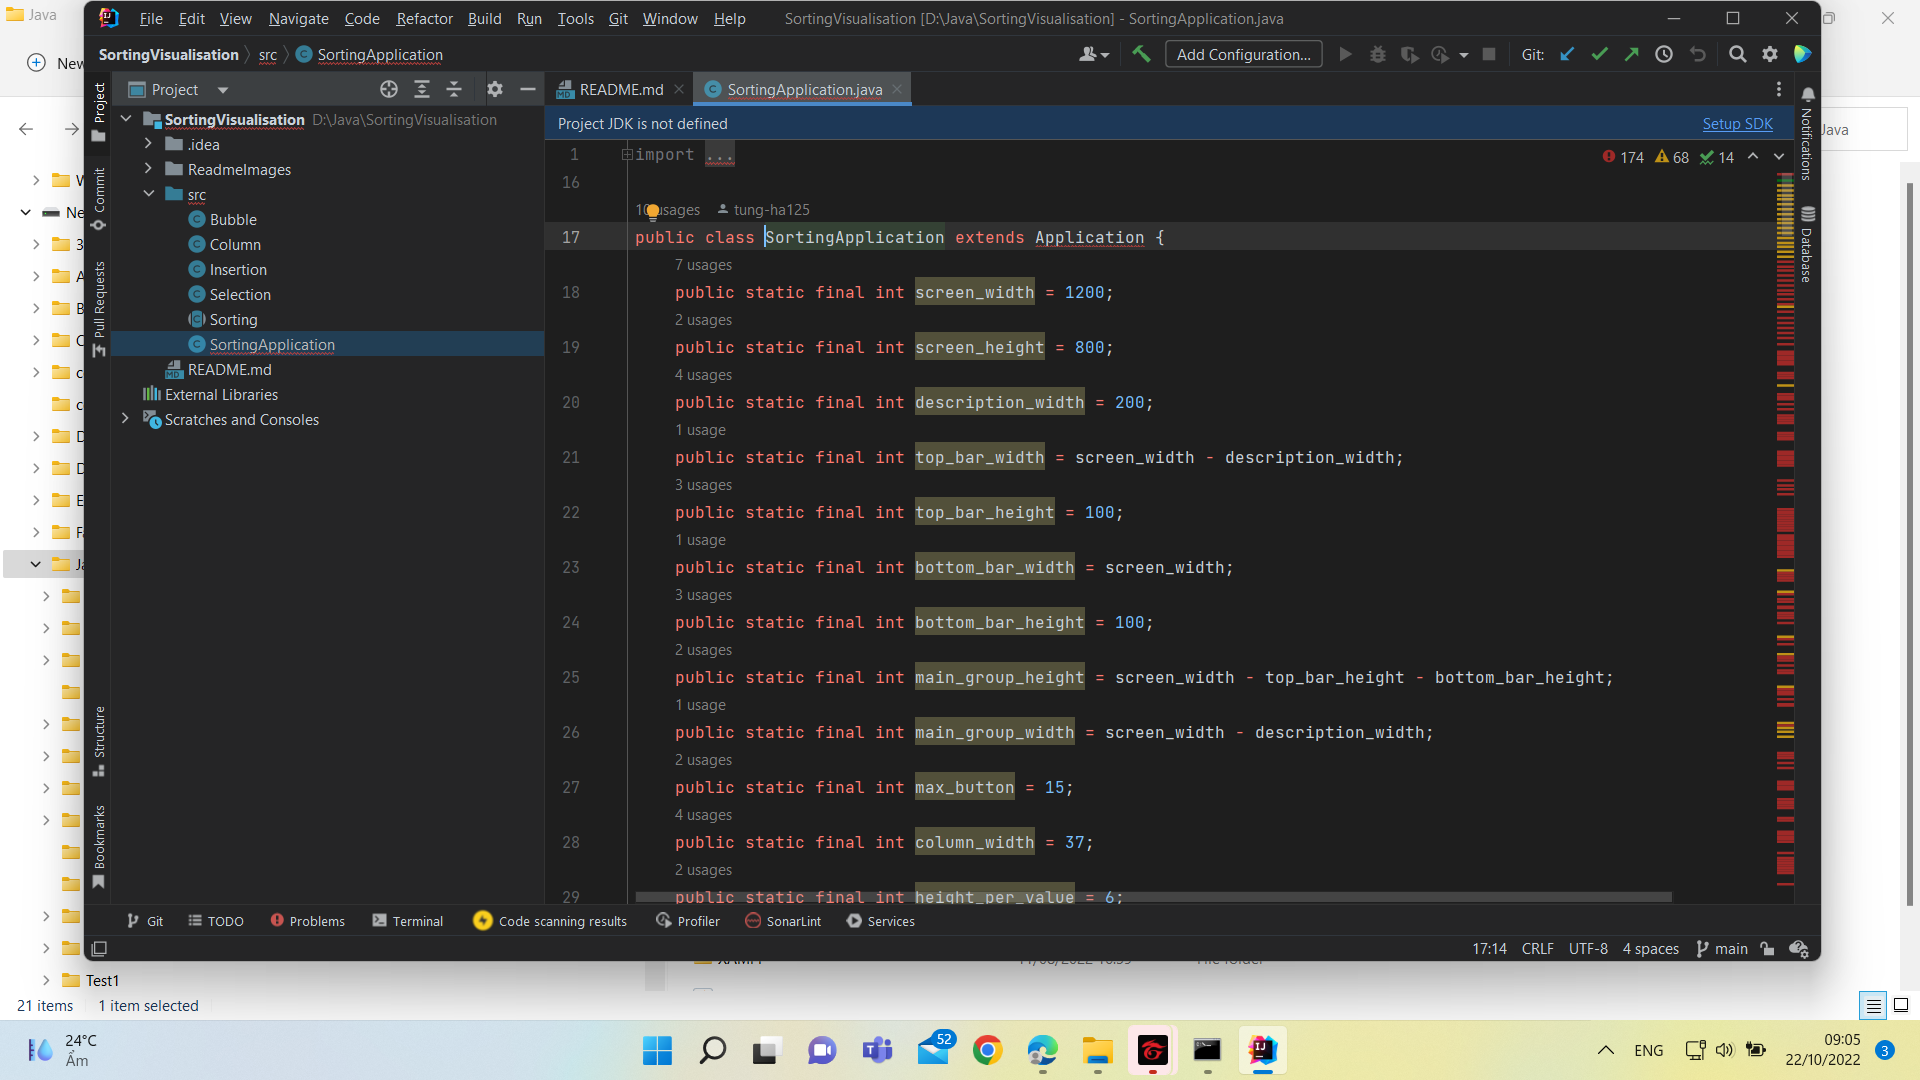 Java
File Edit View Navigate Code Refactor Build Run Tools Git Window Help SortingVisualisation [D:\Java\SortingVisualisation] - SortingApplication.java
New
SortingVisualisation src SortingApplication Add Configuration... Git:
Project Project README.md SortingApplication.java
SortingVisualisation D:\Java\SortingVisualisation
.idea
ReadmeImages
src
Bubble
Column
Insertion
Selection
Sorting
SortingApplication
README.md
External Libraries
Scratches and Consoles
Commit
Pull Requests
Structure
Bookmarks
Project JDK is not defined Setup SDK
Java
Notifications
Database
174 68 14
1 import ...
16
usages tung-ha125
17 public class SortingApplication extends Application {
7 usages
18 public static final int screen_width = 1200;
2 usages
19 public static final int screen_height = 800;
4 usages
20 public static final int description_width = 200;
1 usage
21 public static final int top_bar_width = screen_width - description_width;
3 usages
22 public static final int top_bar_height = 100;
1 usage
23 public static final int bottom_bar_width = screen_width;
3 usages
24 public static final int bottom_bar_height = 100;
2 usages
25 public static final int main_group_height = screen_width - top_bar_height - bottom_bar_height;
1 usage
26 public static final int main_group_width = screen_width - description_width;
2 usages
27 public static final int max_button = 15;
4 usages
28 public static final int column_width = 37;
2 usages
29 public static final int height_per_value = 6;
Git TODO Problems Terminal Code scanning results Profiler SonarLint Services
17:14 CRLF UTF-8 4 spaces main
Test1
21 items 1 item selected
24°C
Ẩm
52
ENG
09:05
22/10/2022
3